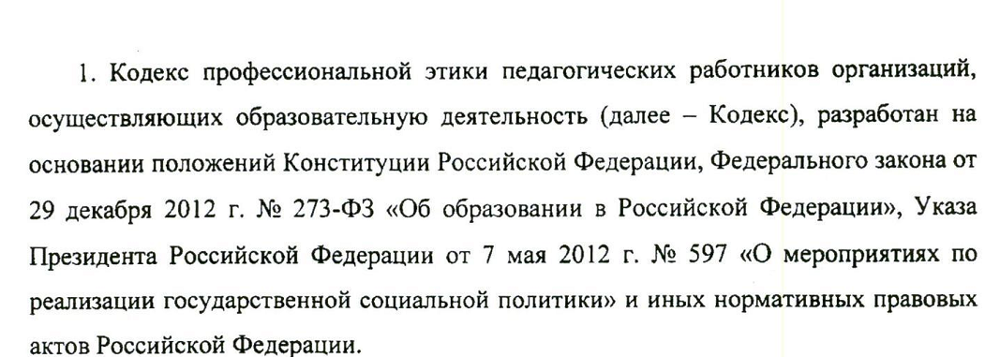 1. Кодекс профессиональной этики педагогических работников организаций,
осуществляющих образовательную деятельность (далее – Кодекс), разработан на
основании положений Конституции Российской Федерации, Федерального закона от
29 декабря 2012 г. № 273-ФЗ «Об образовании в Российской Федерации», Указа
Президента Российской Федерации от 7 мая 2012 г. № 597 «О мероприятиях по
реализации государственной социальной политики» и иных нормативных правовых
актов Российской Федерации.